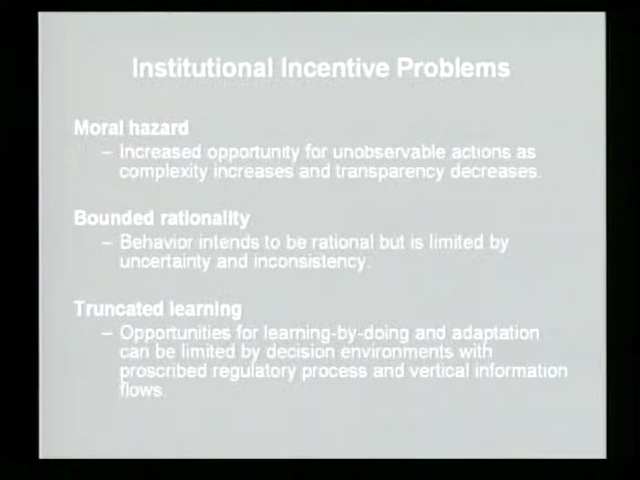 Institutional Incentive Problems
Moral hazard
– Increased opportunity for unobservable actions as
complexity increases and transparency decreases.
Bounded rationality
– Behavior intends to be rational but is limited by
uncertainty and inconsistency.
Truncated learning
– Opportunities for learning-by-doing and adaptation
can be limited by decision environments with
proscribed regulatory process and vertical information
flows.